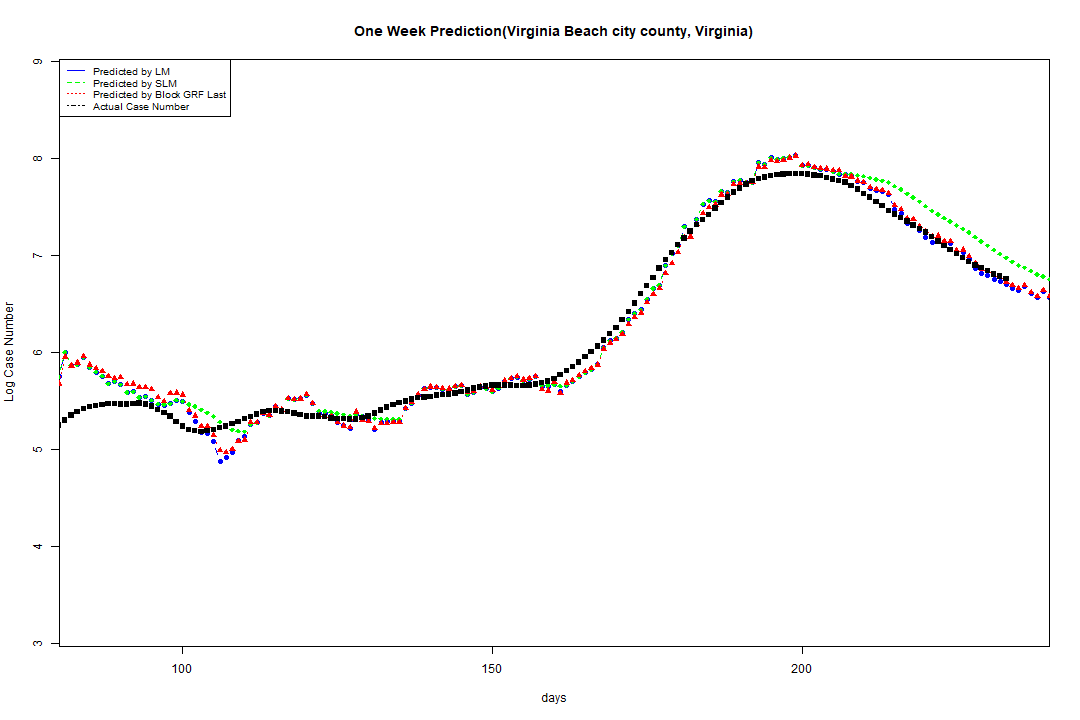 One Week Prediction(Virginia Beach city county, Virginia)
Predicted by LM
Predicted by SLM
Predicted by Block GRF Last
Actual Case Number
9
8
7
6
5
4
3
Log Case Number
100 150 200
days